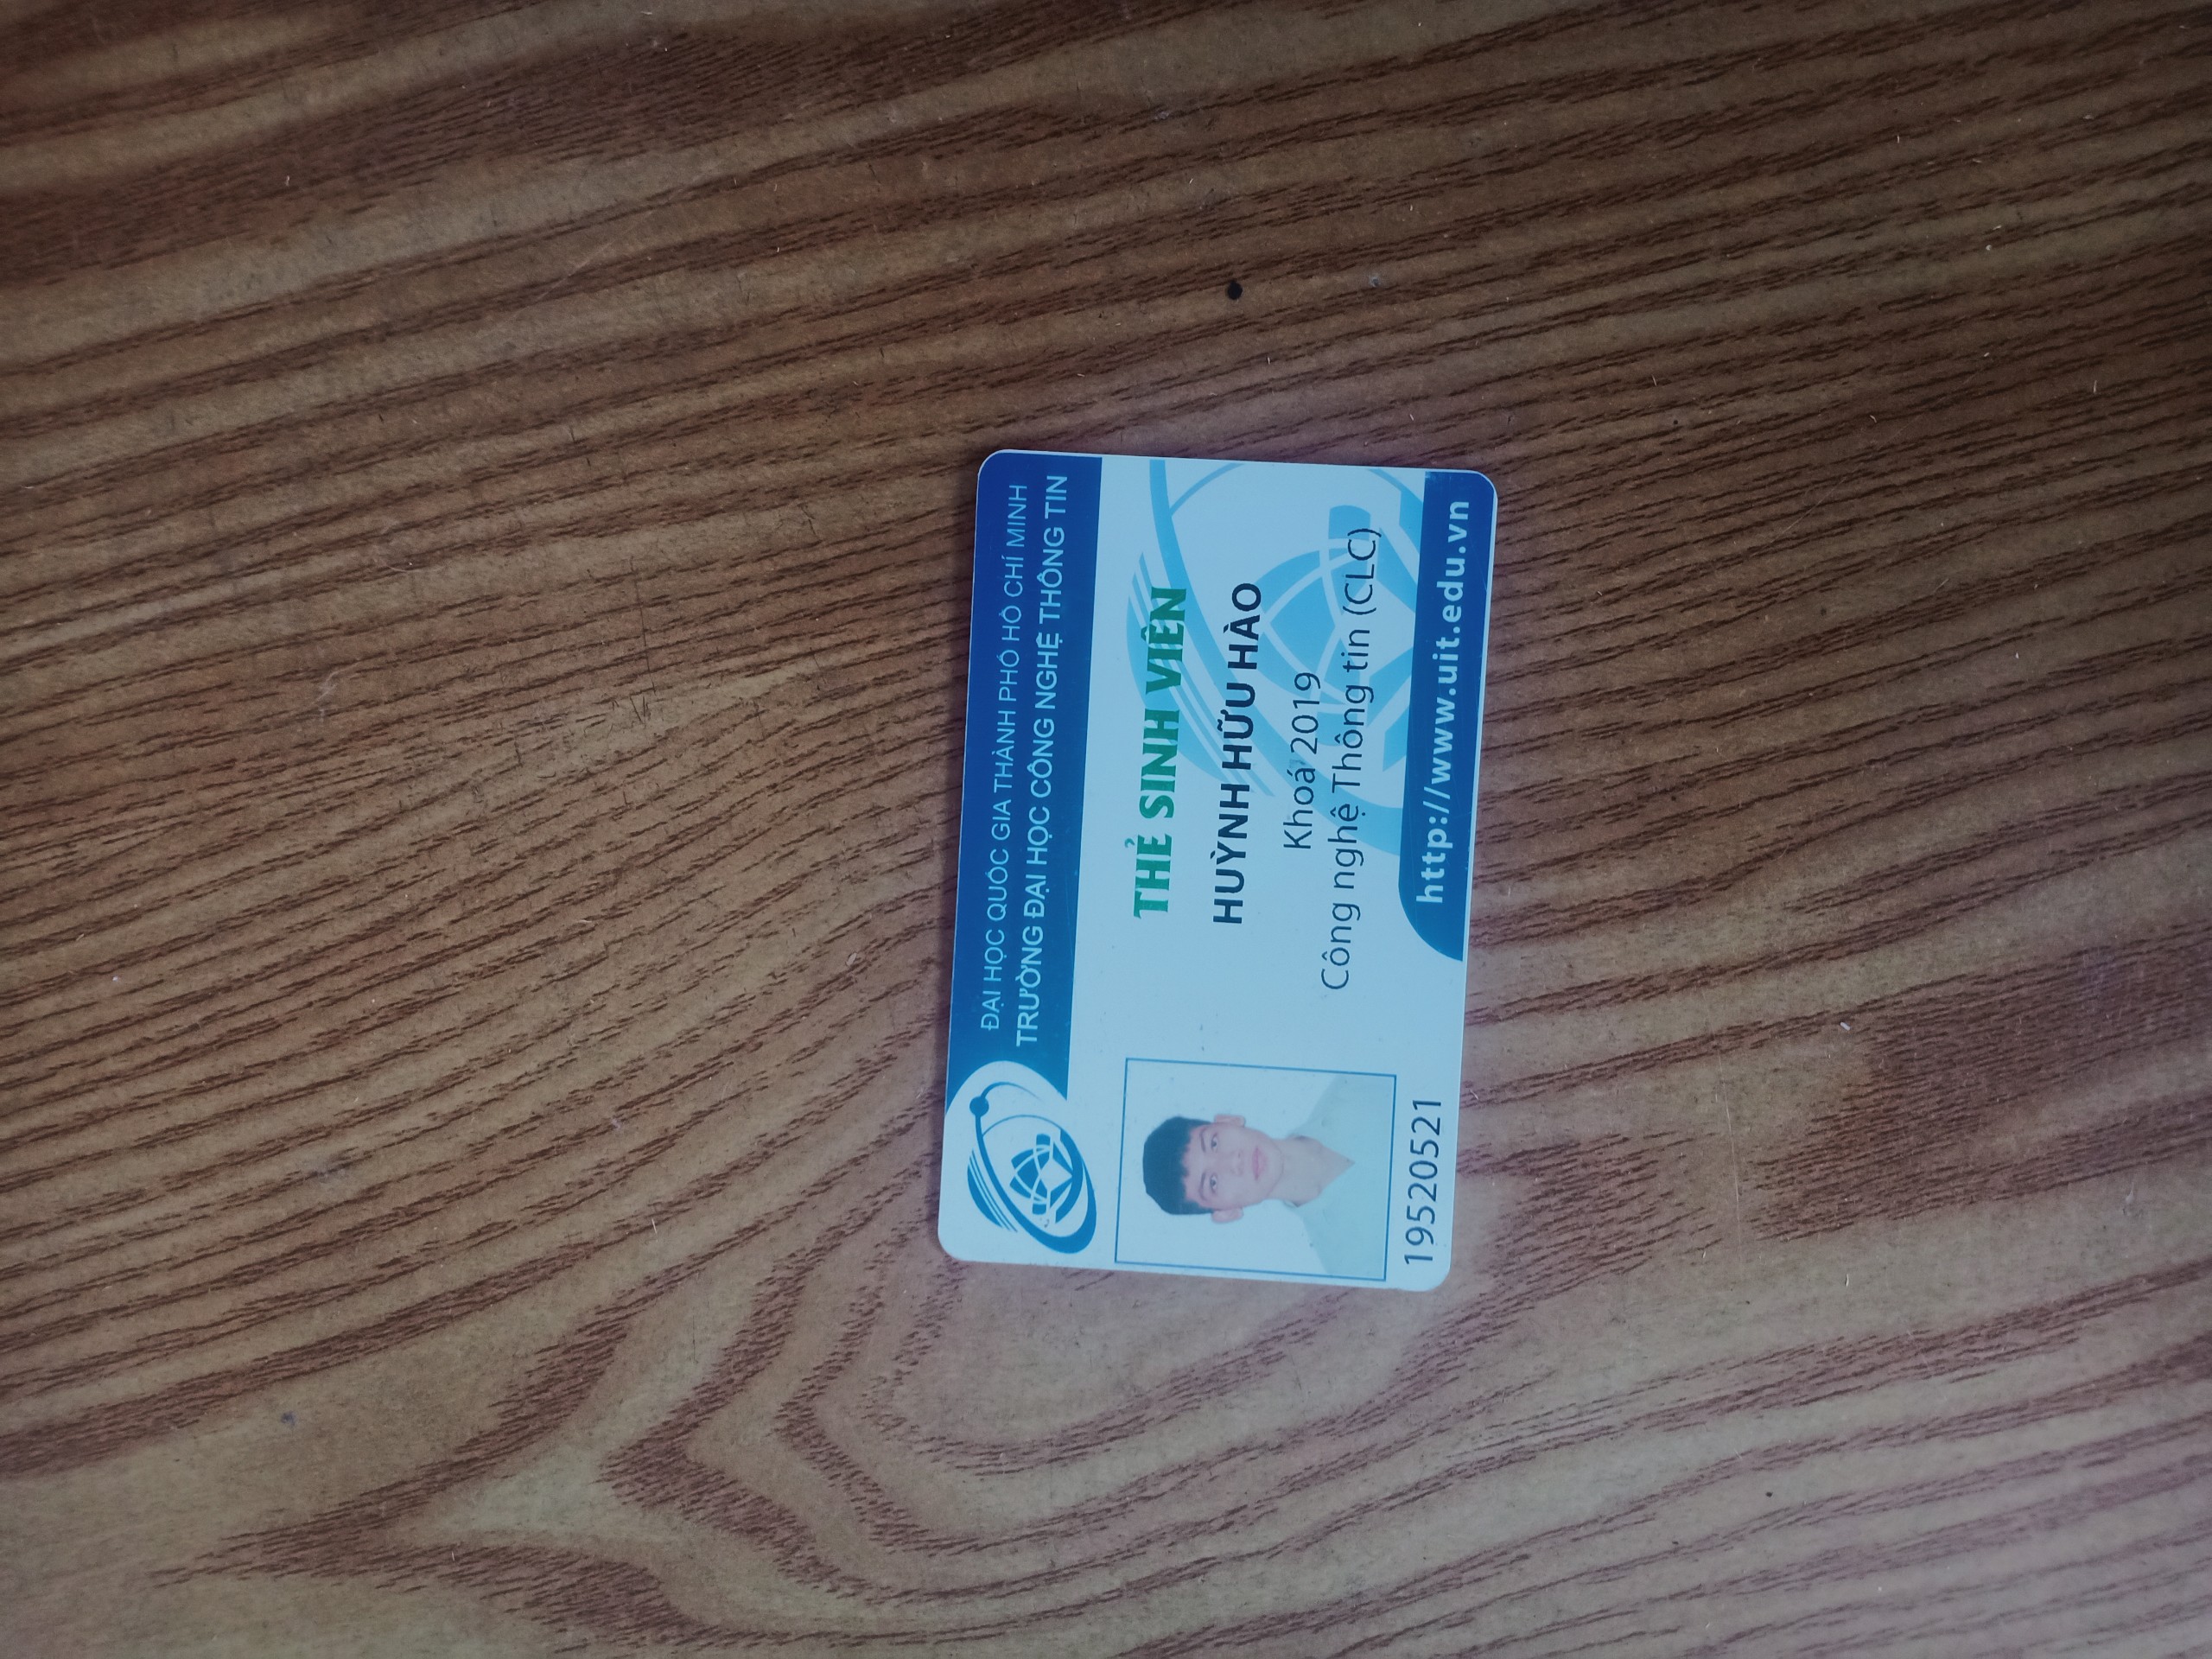 ĐẠI HỌC QUỐC GIA THÀNH PHỐ HỒ CHÍ MINH
TRƯỜNG ĐẠI HỌC CÔNG NGHỆ THÔNG TIN
THẺ SINH VIÊN
HUỲNH HỮU HÀO
Khoá 2019
Công nghệ Thông tin (CLC)
19520521
http://www.uit.edu.vn